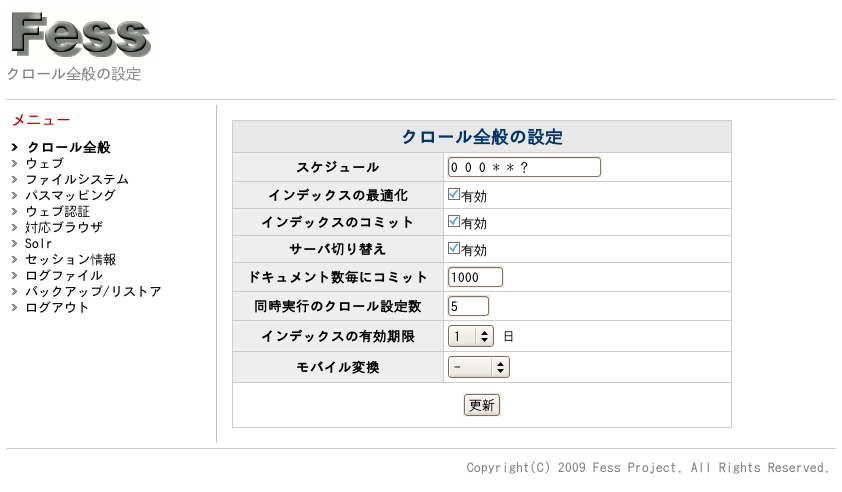 Fess
クロール全般の設定
メニュー
クロール全般
ウェブ
ファイルシステム
パスマッピング
ウェブ認証
対応ブラウザ
Solr
セッション情報
ログファイル
バックアップ/リストア
ログアウト
クロール全般の設定
スケジュール 0 0 0 * * ?
インデックスの最適化 有効
インデックスのコミット 有効
サーバ切り替え 有効
ドキュメント数毎にコミット 1000
同時実行のクロール設定数 5
インデックスの有効期限 1 日
モバイル変換 -
更新
Copyright(C) 2009 Fess Project. All Rights Reserved.